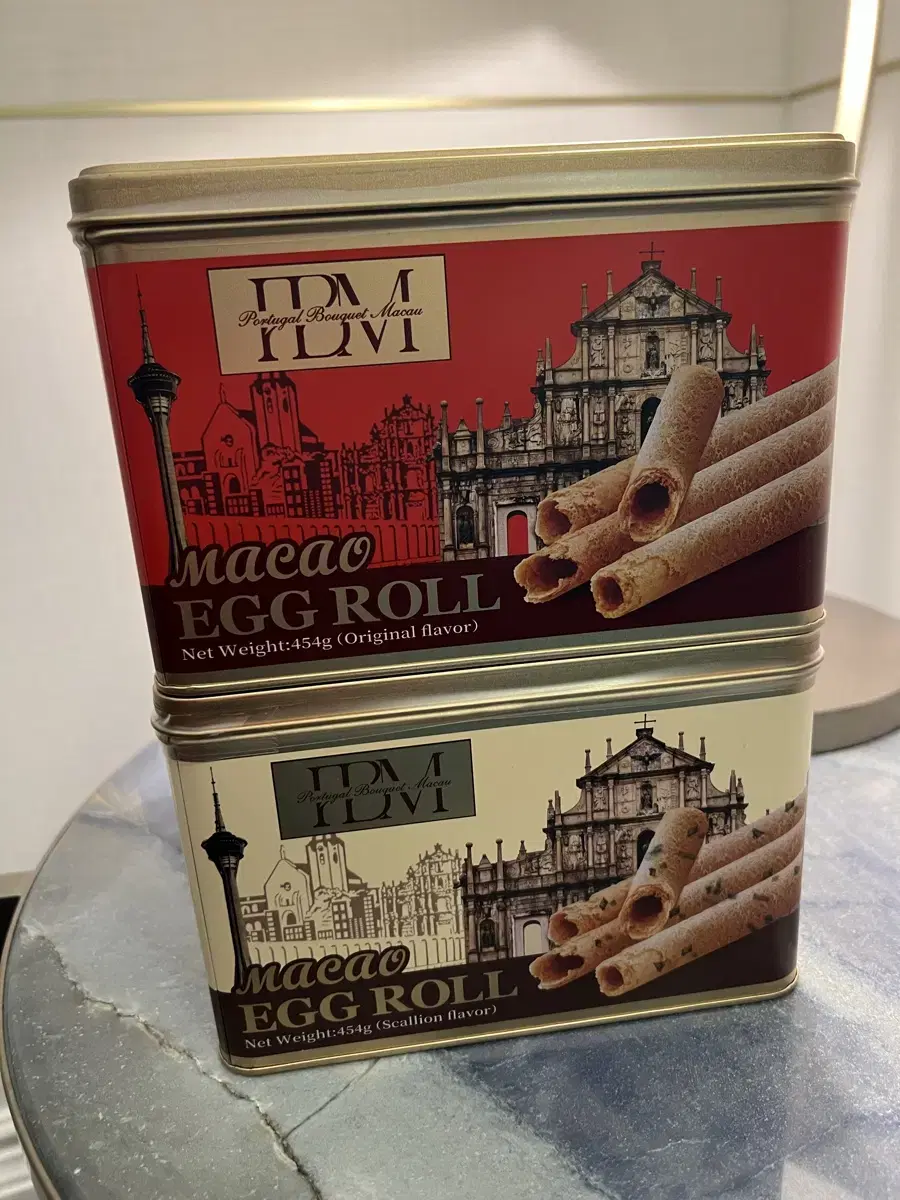 PBM
Portugal Bouquet Macau
Macao
EGG ROLL
Net Weight:454g (Original flavor)
PBM
Portugal Bouquet Macau
Macao
EGG ROLL
Net Weight:454g (Scallion flavor)